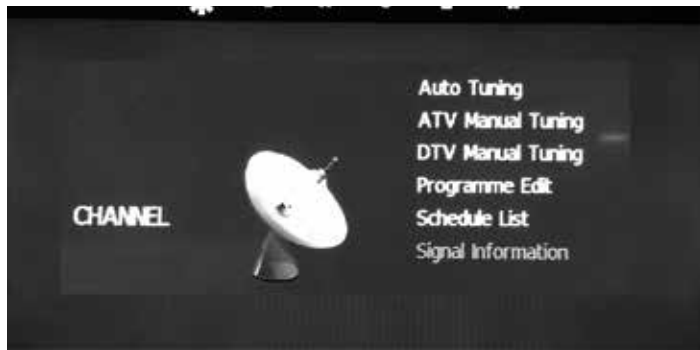 CHANNEL
Auto Tuning
ATV Manual Tuning
DTV Manual Tuning
Programme Edit
Schedule List
Signal Information